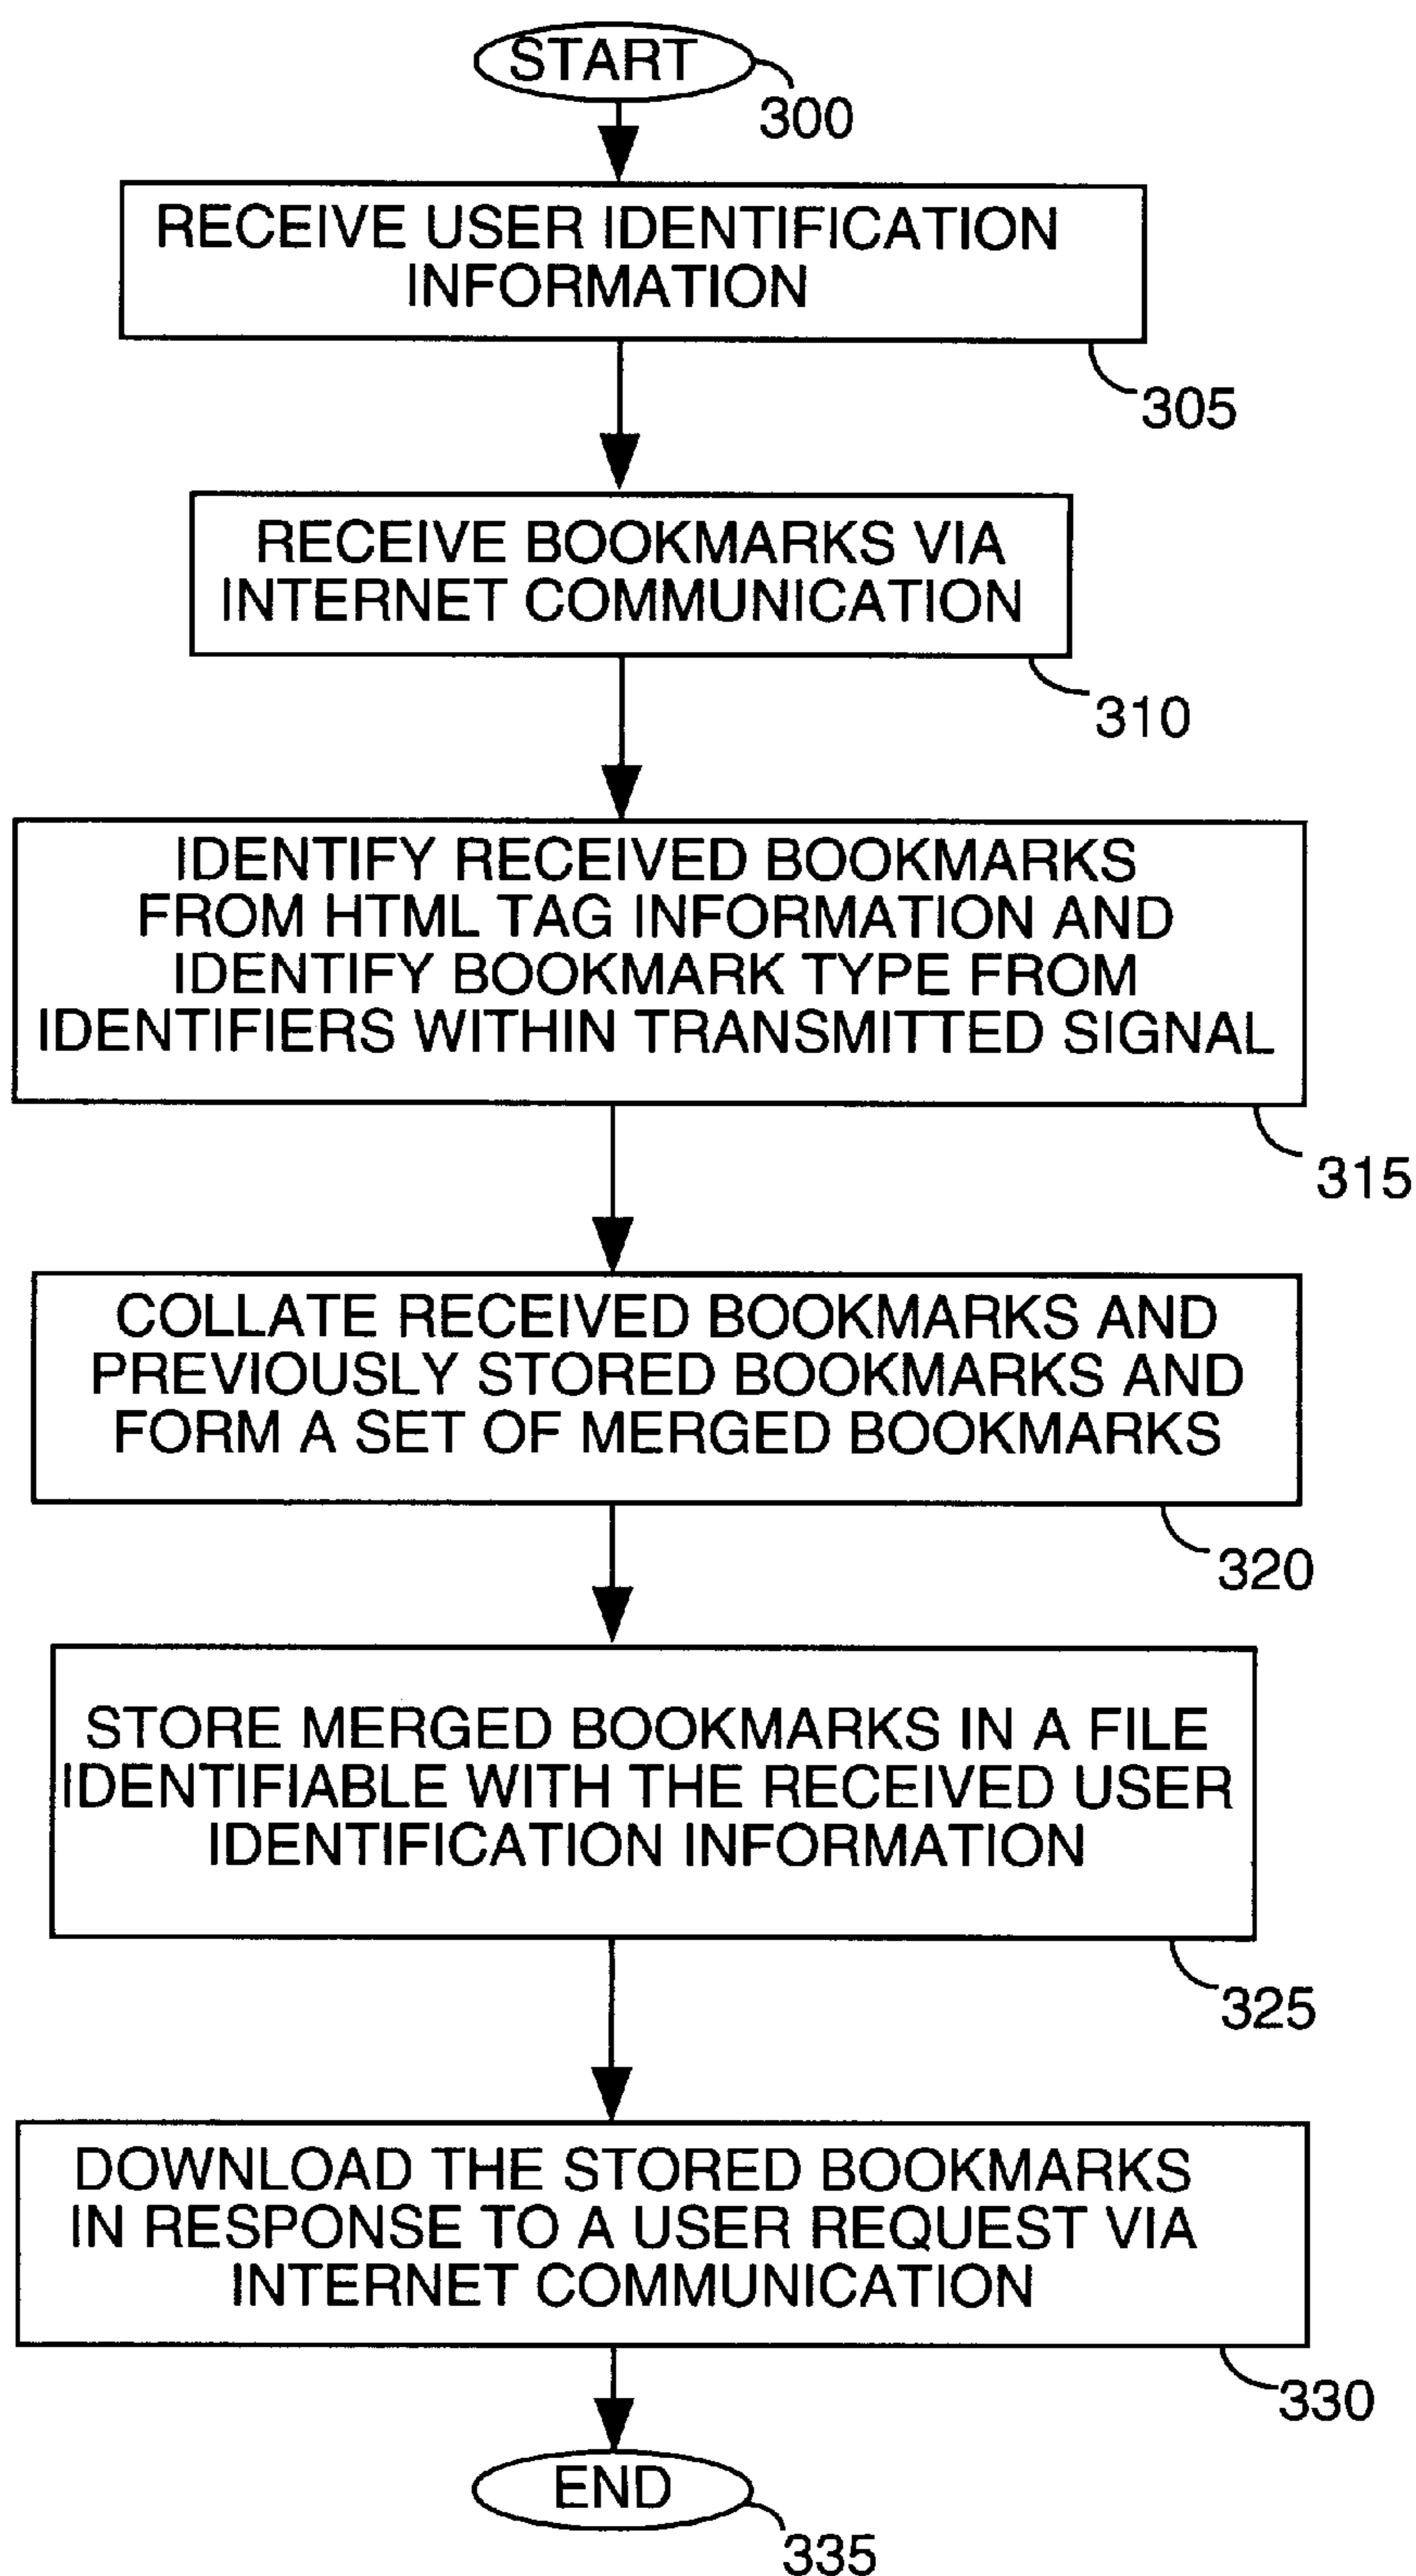 START
300
RECEIVE USER IDENTIFICATION
INFORMATION
305
RECEIVE BOOKMARKS VIA
INTERNET COMMUNICATION
310
IDENTIFY RECEIVED BOOKMARKS
FROM HTML TAG INFORMATION AND
IDENTIFY BOOKMARK TYPE FROM
IDENTIFIERS WITHIN TRANSMITTED SIGNAL
315
COLLATE RECEIVED BOOKMARKS AND
PREVIOUSLY STORED BOOKMARKS AND
FORM A SET OF MERGED BOOKMARKS
320
STORE MERGED BOOKMARKS IN A FILE
IDENTIFIABLE WITH THE RECEIVED USER
IDENTIFICATION INFORMATION
325
DOWNLOAD THE STORED BOOKMARKS
IN RESPONSE TO A USER REQUEST VIA
INTERNET COMMUNICATION
330
END
335